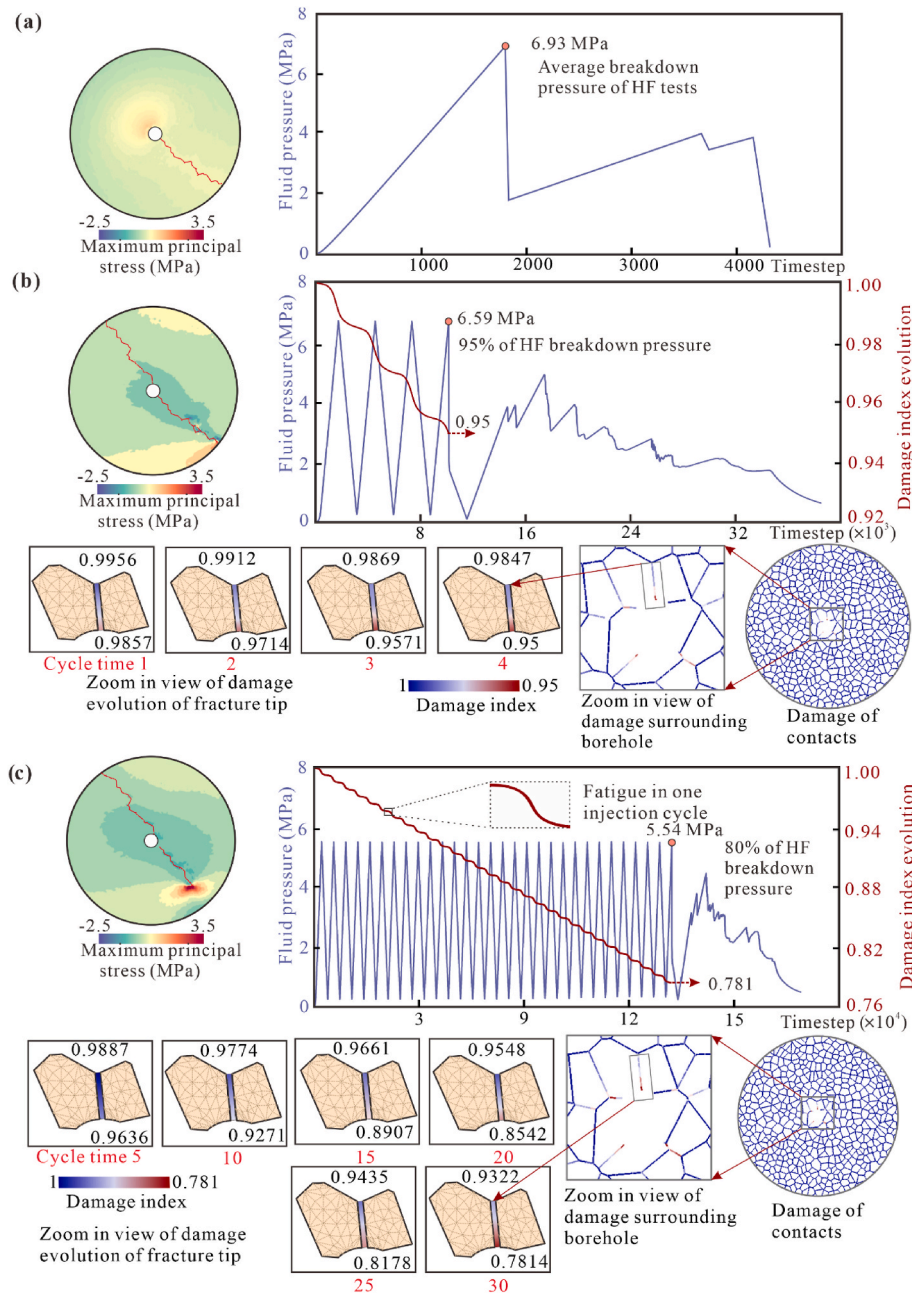 (a)
-2.5 3.5
Maximum principal
stress (MPa)
Fluid pressure (MPa)
8
6
4
2
0
6.93 MPa
Average breakdown
pressure of HF tests
1000 2000 3000 4000 Timestep
(b)
-2.5 3.5
Maximum principal
stress (MPa)
Fluid pressure (MPa)
8
6
4
2
0
6.59 MPa
95% of HF breakdown pressure
0.95
1.00
0.98
0.96
0.94
0.92
Damage index evolution
8 16 24 32 Timestep (×10³)
0.9956
0.9857
Cycle time 1
0.9912
0.9714
2
0.9869
0.9571
3
0.9847
0.95
4
Zoom in view of damage
evolution of fracture tip
1 0.95
Damage index
Zoom in view of
damage surrounding
borehole
Damage of
contacts
(c)
-2.5 3.5
Maximum principal
stress (MPa)
Fluid pressure (MPa)
8
6
4
2
0
Fatigue in one
injection cycle
5.54 MPa
80% of HF
breakdown
pressure
0.781
1.00
0.94
0.88
0.82
0.76
Damage index evolution
3 6 9 12 15 Timestep (×10⁴)
0.9887
0.9636
Cycle time 5
0.9774
0.9271
10
0.9661
0.8907
15
0.9548
0.8542
20
1 0.781
Damage index
Zoom in view of damage
evolution of fracture tip
0.9435
0.8178
25
0.9322
0.7814
30
Zoom in view of
damage surrounding
borehole
Damage of
contacts